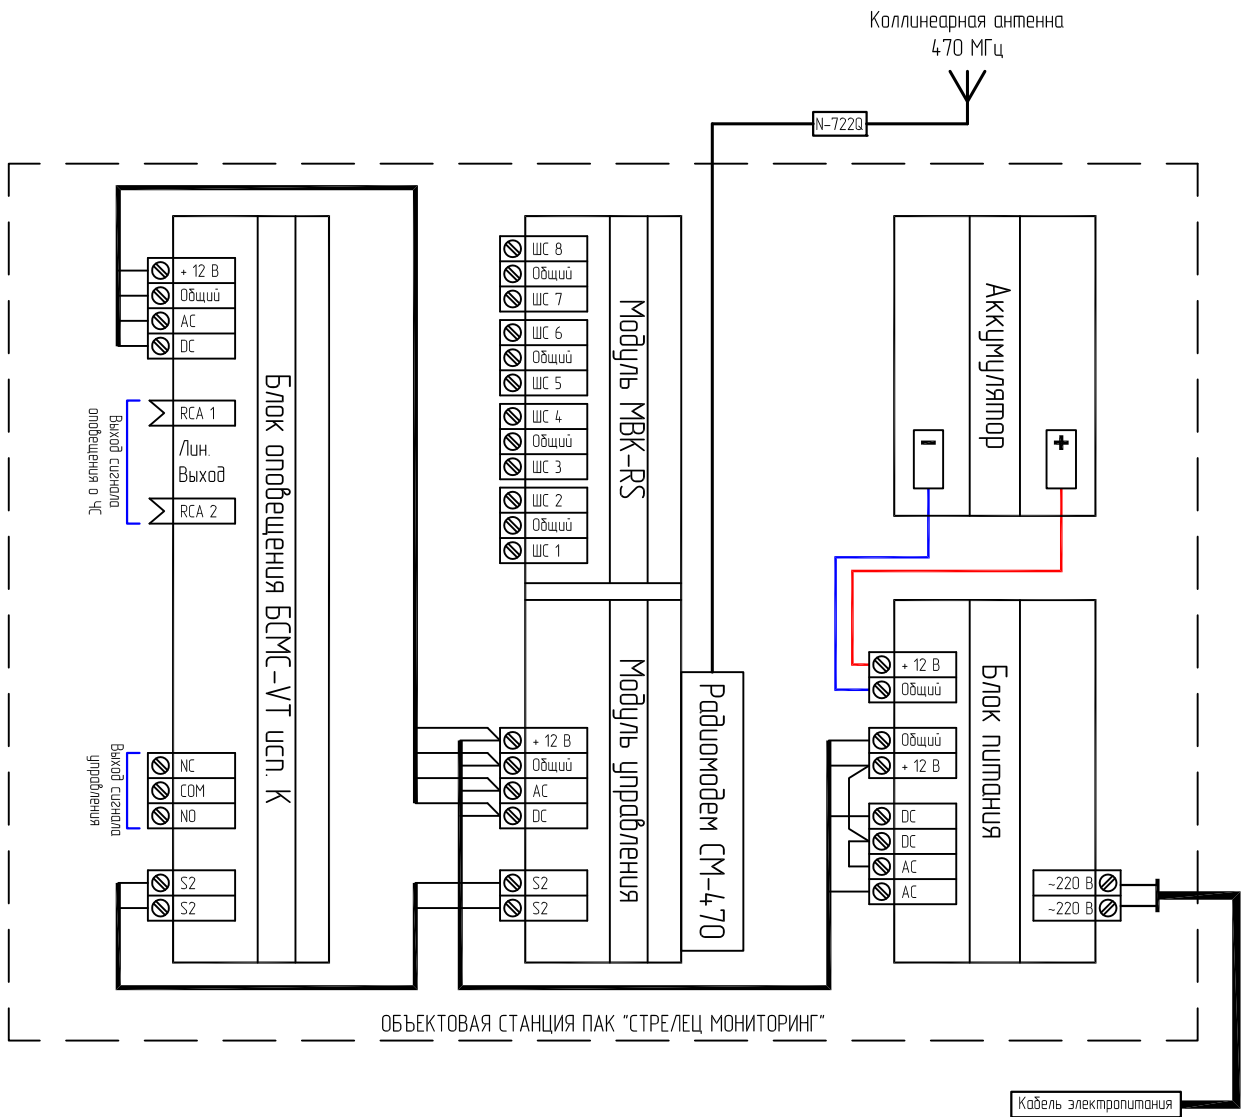 Коллинеарная антенна
470 МГц
N-722Q
+ 12 В
Общий
AC
DC
RCA 1
Лин.
Выход
RCA 2
Выход сигнала
оповещения о ЧС
Блок оповещения БСМС-VT исп. К
NC
COM
NO
Выход сигнала
управления
S2
S2
ШС 8
Общий
ШС 7
ШС 6
Общий
ШС 5
ШС 4
Общий
ШС 3
ШС 2
Общий
ШС 1
Модуль МВК-RS
+ 12 В
Общий
AC
DC
S2
S2
Модуль управления
Радиомодем СМ-470
Аккумулятор
-
+
+ 12 В
Общий
Общий
+ 12 В
DC
DC
AC
AC
Блок питания
~220 В
~220 В
ОБЪЕКТОВАЯ СТАНЦИЯ ПАК "СТРЕЛЕЦ МОНИТОРИНГ"
Кабель электропитания